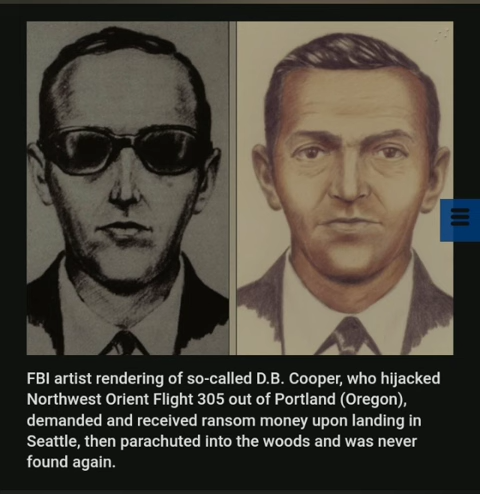 FBI artist rendering of so-called D.B. Cooper, who hijacked
Northwest Orient Flight 305 out of Portland (Oregon),
demanded and received ransom money upon landing in
Seattle, then parachuted into the woods and was never
found again.